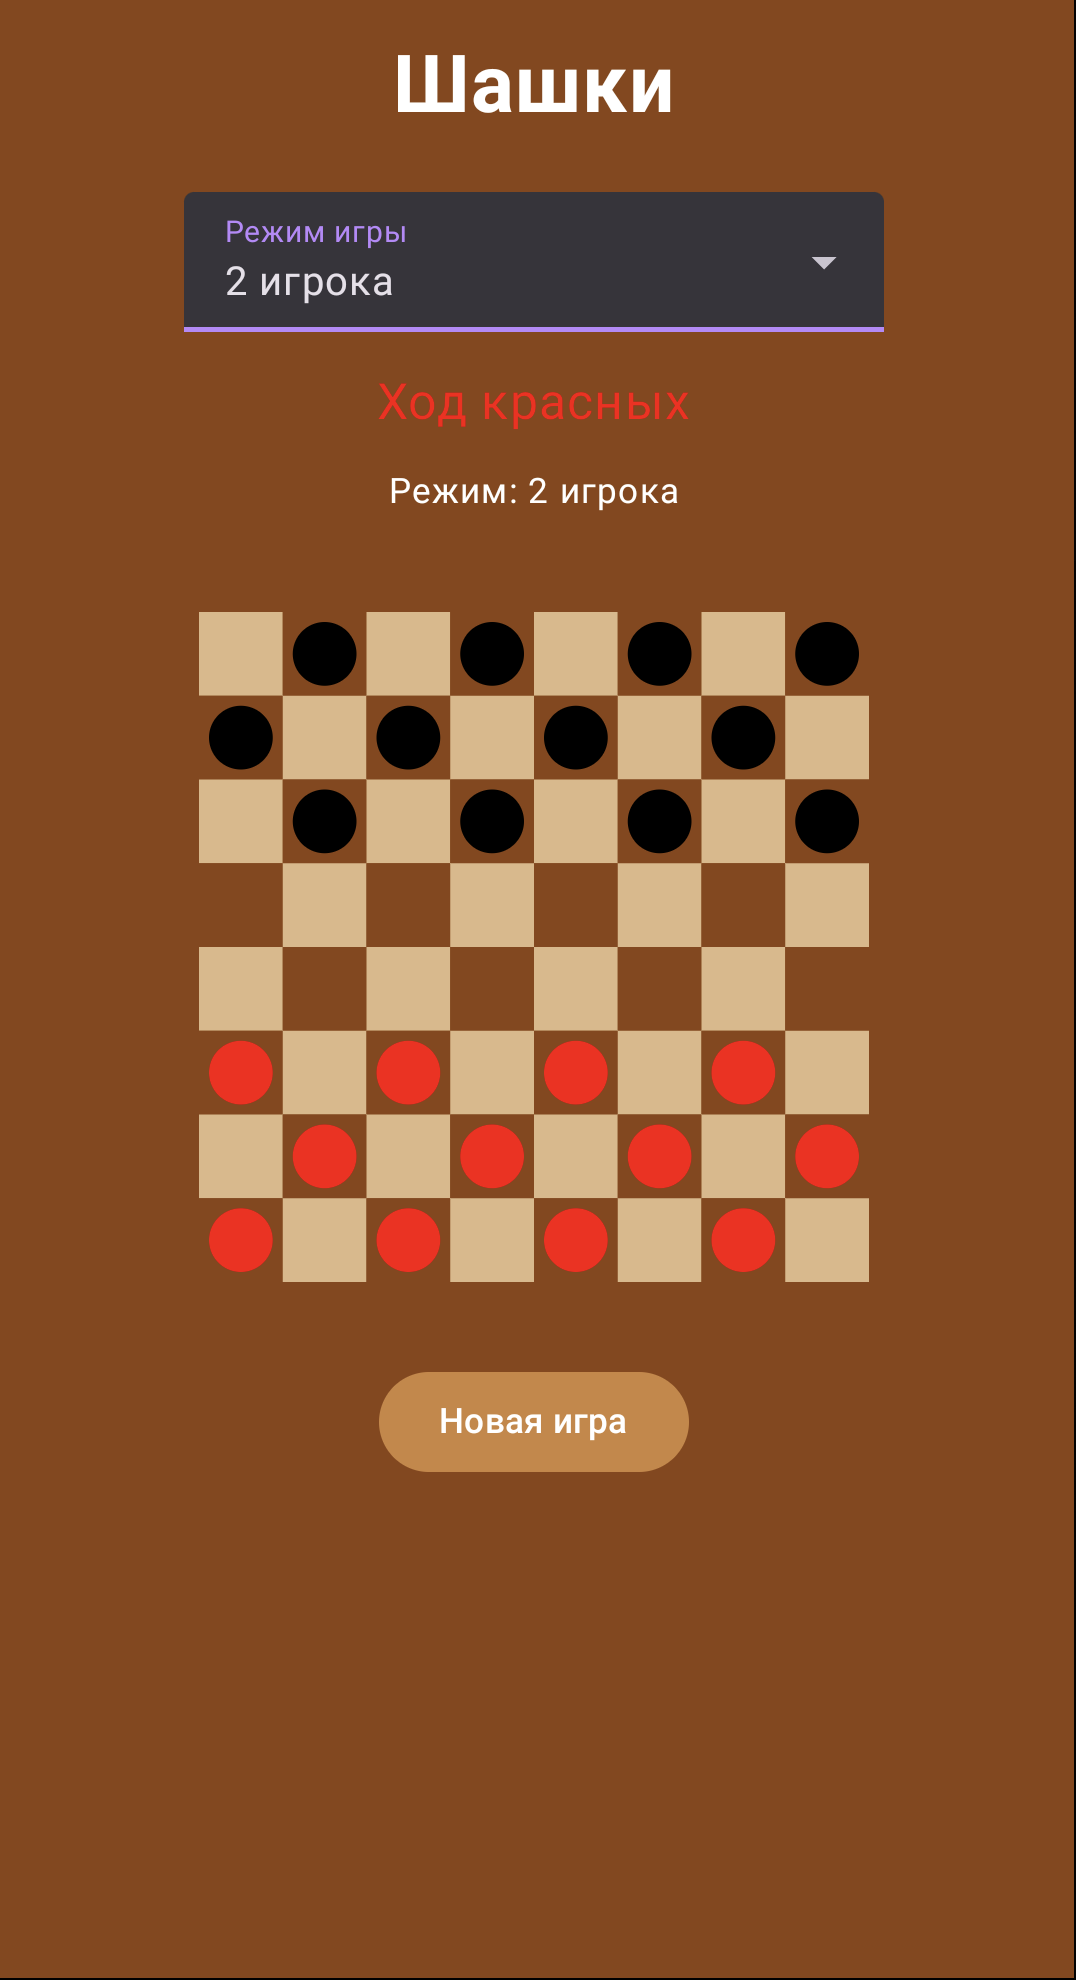 Шашки
Режим игры
2 игрока
Ход красных
Режим: 2 игрока
Новая игра